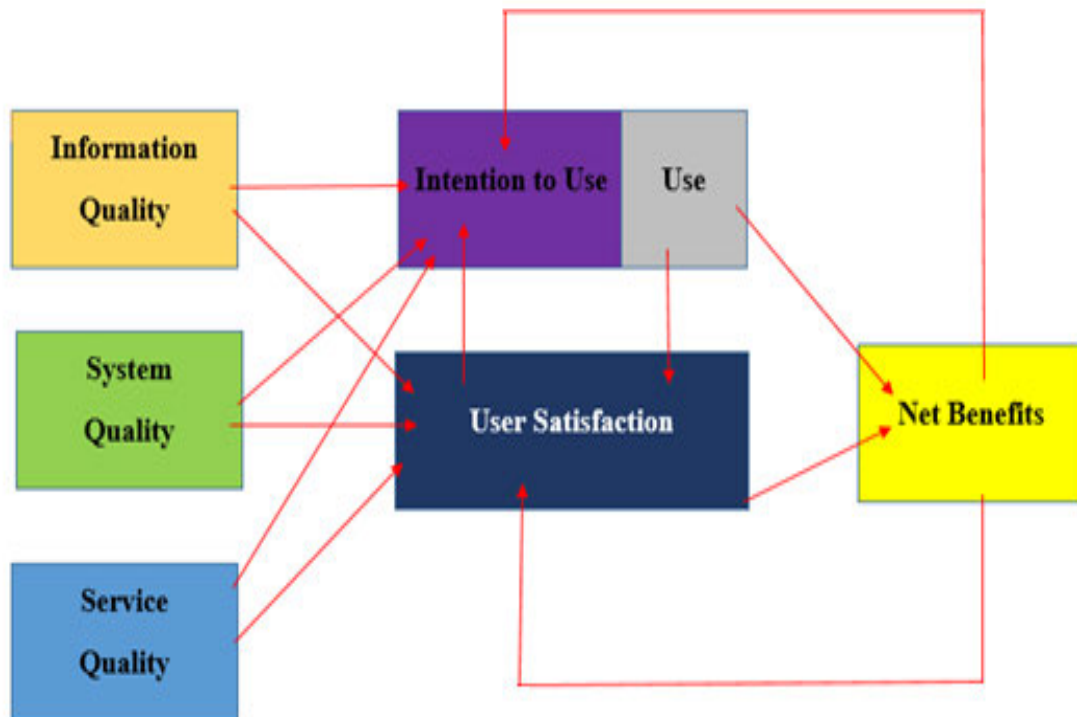 Information
Quality
Intention to Use
Use
System
Quality
User Satisfaction
Net Benefits
Service
Quality